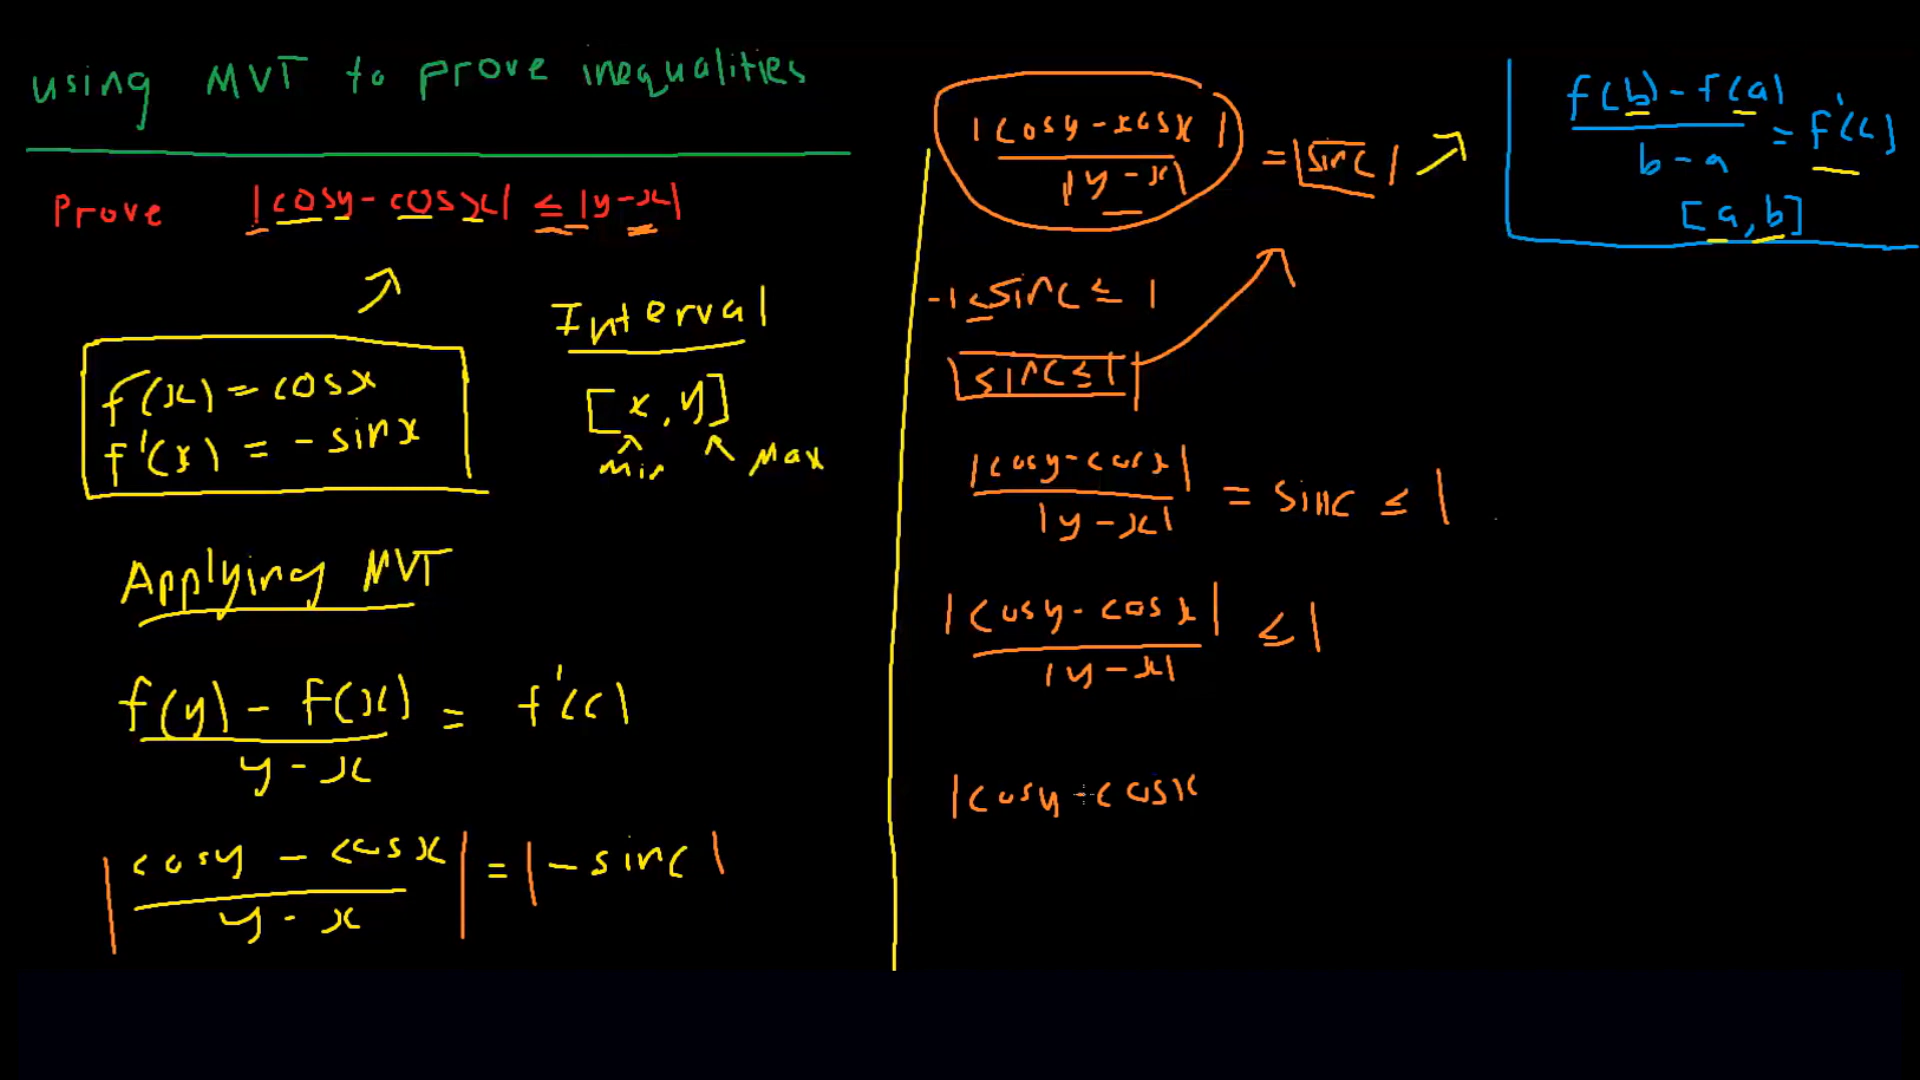 using MVT to prove inequalities
Prove |cosy-cosx| ≤ |y-x|
f(x) = cosx
f'(x) = -sinx
Interval
[x, y]
min
Max
Applying MVT
f(y) - f(x)
y - x
= f'(c)
|cosy - cosx
y - x
| = |-sinc|
|cosy-xcosx|
|y-x|
= |sinc|
-1 ≤ sinc ≤ 1
|sinc ≤ 1|
|cosy-cosx|
|y-x|
= sinc ≤ 1
|cosy-cosx|
|y-x|
≤ 1
|cosy-cosx
f(b) - f(a)
b - a
= f'(c)
[a, b]